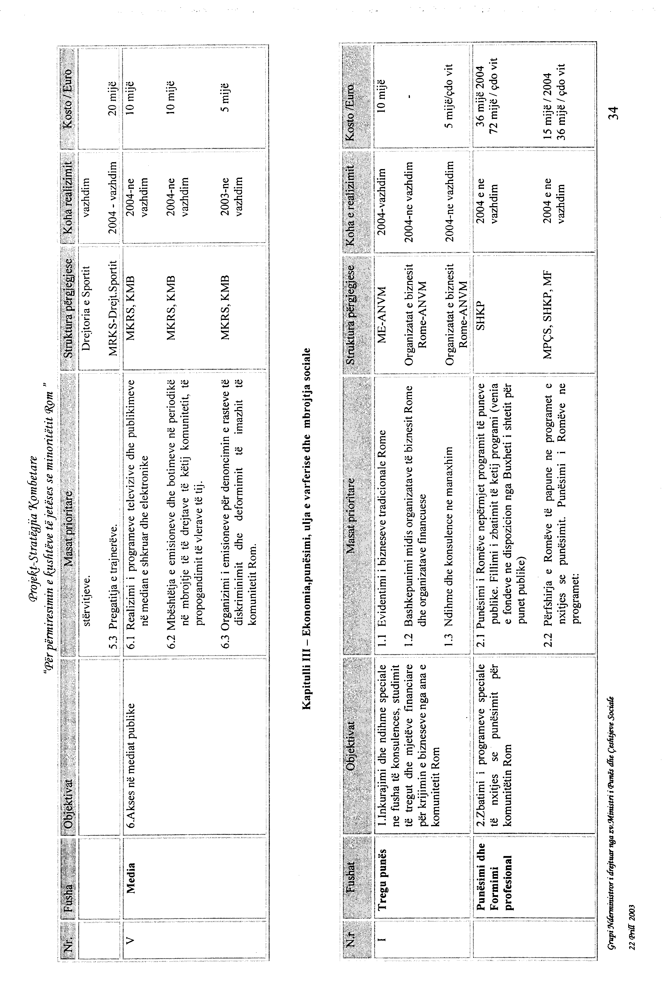 Projekt-Stratëgjia Kombetare
“Për përmiresimin e kushtëve të jetëses se minoritëtit Rom ”
Nr. Fusha Objektivat Masat prioritare Struktura përgjegjese Koha realizimit Kosto / Euro
stërvitjeve. Drejtoria e Sportit vazhdim
5.3 Pregatitja e trajnerëve. MRKS-Drejt.Sportit 2004 - vazhdim 20 mijë
V Media 6.Akses në mediat publike 6.1 Realizimi i programeve televizive dhe publikimeve MKRS, KMB 2004-ne 10 mijë
në median e shkruar dhe elektronike vazhdim
6.2 Mbështëtja e emisioneve dhe botimeve në periodikë MKRS, KMB 2004-ne 10 mijë
në mbrojtje të të drejtave të këtij komunitetit, të vazhdim
propogandimit të vlerave të tij.
6.3 Organizimi i emisioneve për denoncimin e rasteve të MKRS, KMB 2003-ne 5 mijë
diskriminimit dhe deformimit të imazhit të vazhdim
komunitetit Rom.
Kapitulli III – Ekonomia,punësimi, ulja e varferise dhe mbrojtja sociale
N.r Fushat Objektivat Masat prioritare Struktura përgjegjese Koha e realizimit Kosto /Euro
I Tregu punës 1.Inkurajimi dhe ndihme speciale 1.1 Evidentimi i bizneseve tradicionale Rome ME-ANVM 2004-vazhdim 10 mijë
ne fusha të konsulences, studimit
të tregut dhe mjetëve financiare 1.2 Bashkepunimi midis organizatave të biznesit Rome Organizatat e biznesit 2004-ne vazhdim -
për krijimin e bizneseve nga ana e dhe organizatave financuese Rome-ANVM
komunitetit Rom
1.3 Ndihme dhe konsulence ne manaxhim Organizatat e biznesit 2004-ne vazhdim 5 mijë/çdo vit
Rome-ANVM
Punësimi dhe 2.Zbatimi i programeve speciale 2.1 Punësimi i Romëve nepërmjet programit të puneve SHKP 2004 e ne 36 mijë 2004
Formimi të nxitjes se punësimit për publike. Fillimi i zbatimit të ketij programi (venia vazhdim 72 mijë / çdo vit
profesional komunitëtin Rom e fondeve ne dispozicion nga Buxheti i shtetit për
punet publike)
2.2 Përfshirja e Romëve të papune ne programet e MPÇS, SHKP, MF 2004 e ne 15 mijë / 2004
nxitjes se punësimit. Punësimi i Romëve ne vazhdim 36 mijë / çdo vit
programet:
Grupi Nderministror i drejtuar nga zv.Ministri i Punës dhe Çeshtjeve Sociale 34
22 Prill 2003